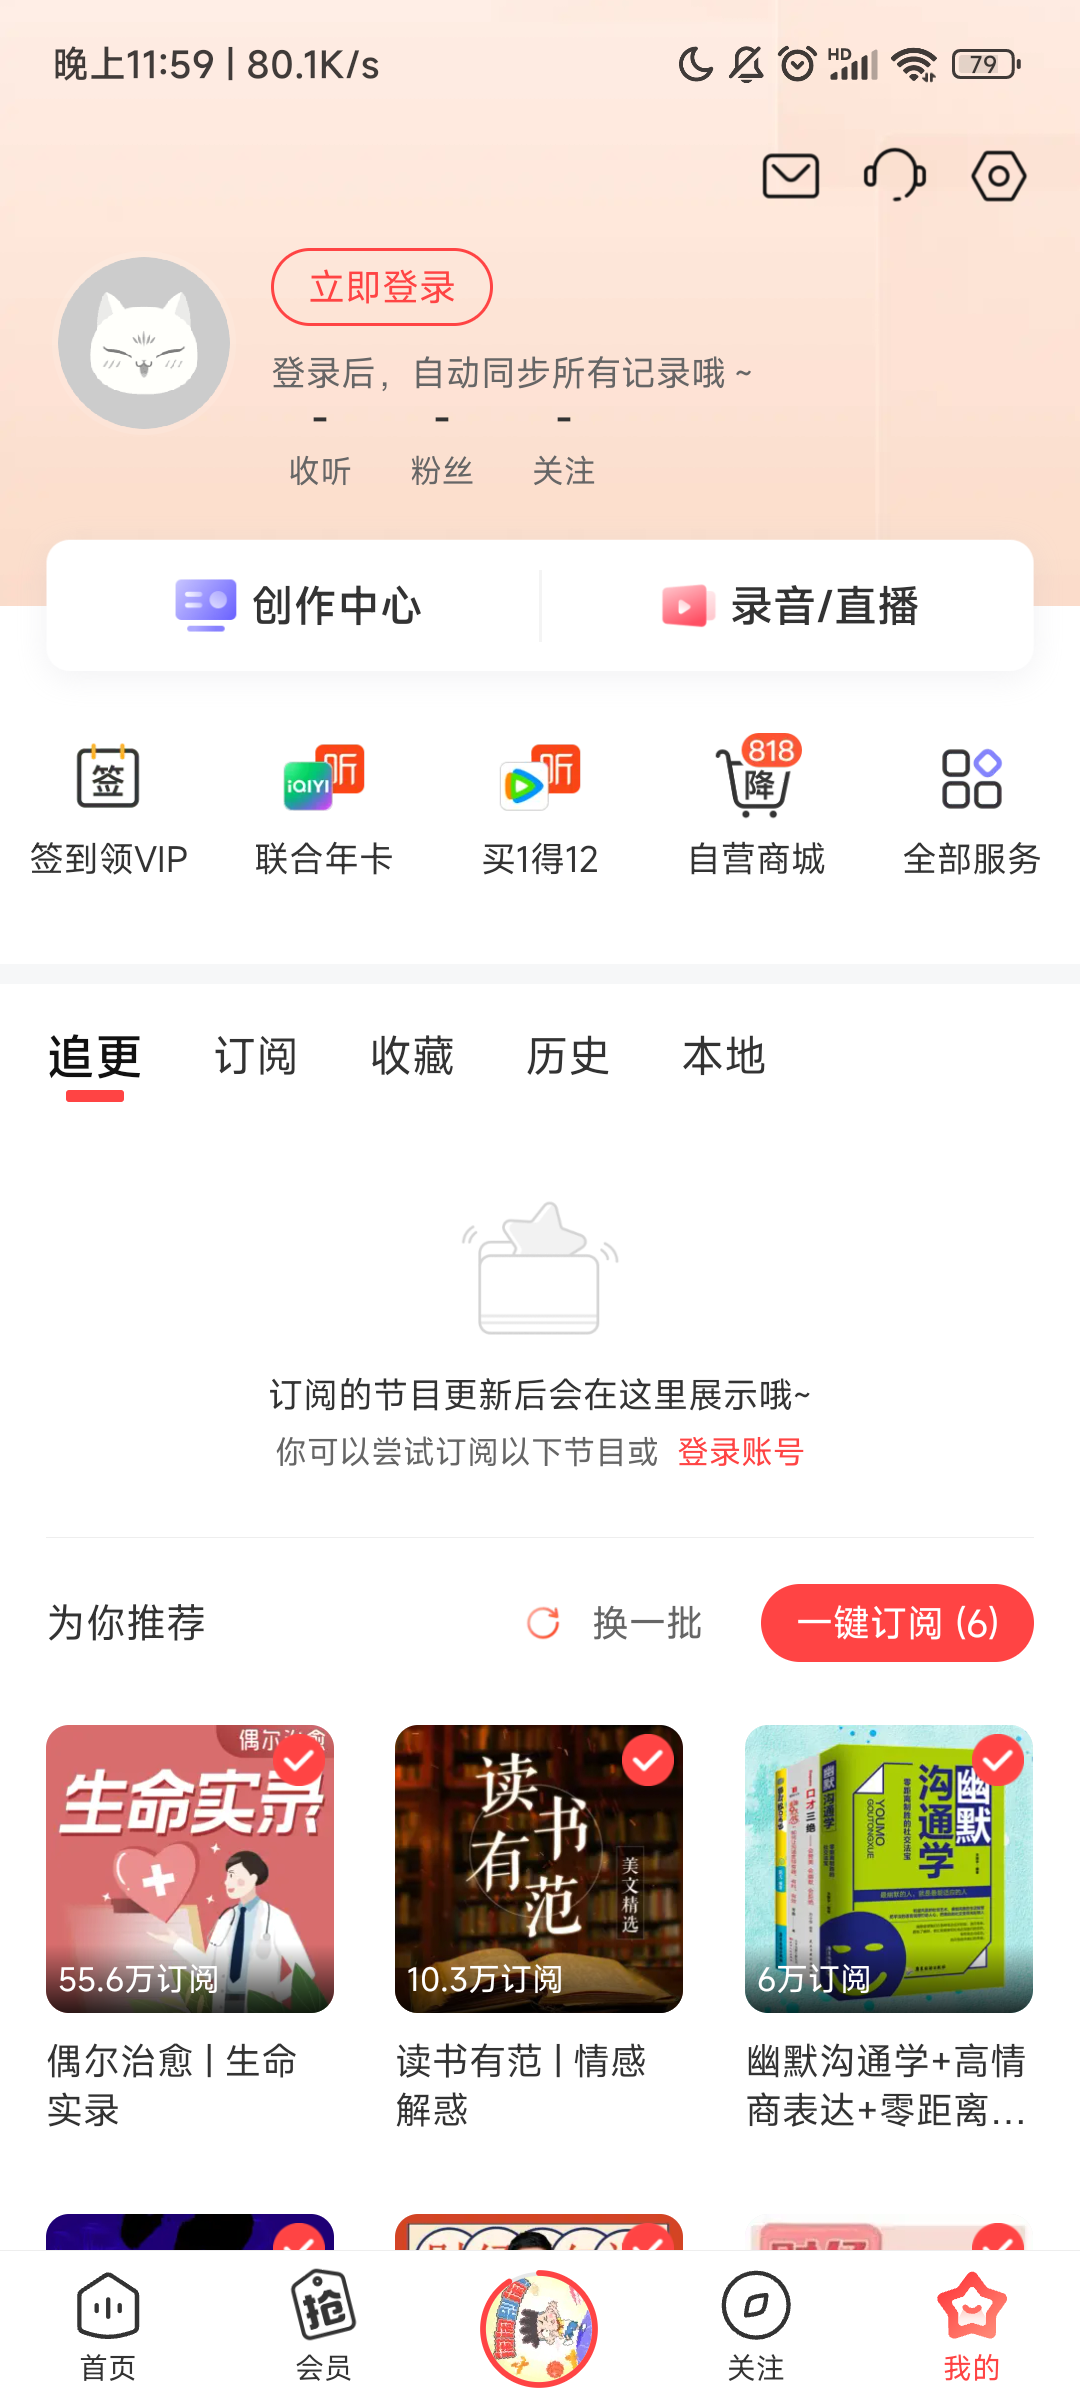 晚上11:59 | 80.1K/s
HD
79
立即登录
登录后，自动同步所有记录哦～
- - -
收听 粉丝 关注
创作中心 录音/直播
签 iQIYI 听 听 818 降
签到领VIP 联合年卡 买1得12 自营商城 全部服务
追更 订阅 收藏 历史 本地
订阅的节目更新后会在这里展示哦~
你可以尝试订阅以下节目或 登录账号
为你推荐 换一批 一键订阅 (6)
偶尔治愈
生命实录
55.6万订阅
读书有范
美文精选
10.3万订阅
幽默沟通学
YOUMO GOUTONGXUE
口才三绝
6万订阅
偶尔治愈 | 生命
实录
读书有范 | 情感
解惑
幽默沟通学+高情
商表达+零距离...
抢
首页 会员 关注 我的